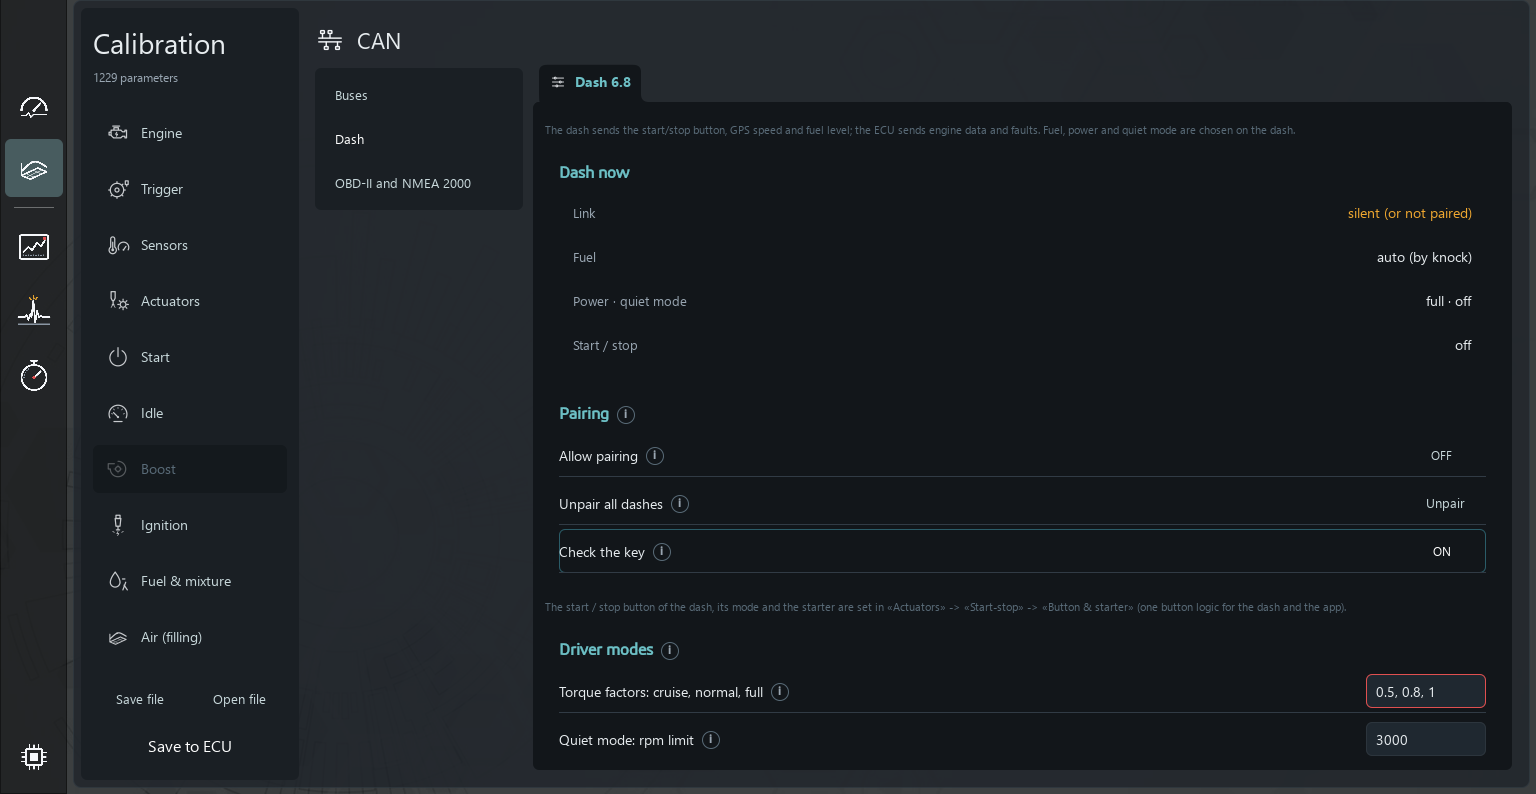 Calibration
1229 parameters
Engine
Trigger
Sensors
Actuators
Start
Idle
Boost
Ignition
Fuel & mixture
Air (filling)
Save file
Open file
Save to ECU
CAN
Buses
Dash
OBD-II and NMEA 2000
Dash 6.8
The dash sends the start/stop button, GPS speed and fuel level; the ECU sends engine data and faults. Fuel, power and quiet mode are chosen on the dash.
Dash now
Link silent (or not paired)
Fuel auto (by knock)
Power · quiet mode full · off
Start / stop off
Pairing
Allow pairing OFF
Unpair all dashes Unpair
Check the key ON
The start / stop button of the dash, its mode and the starter are set in «Actuators» -> «Start-stop» -> «Button & starter» (one button logic for the dash and the app).
Driver modes
Torque factors: cruise, normal, full 0.5, 0.8, 1
Quiet mode: rpm limit 3000